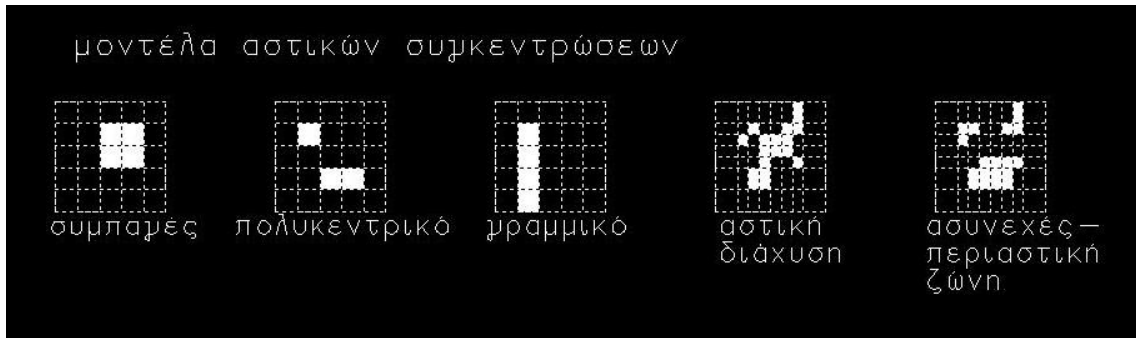 μοντέλα αστικών συγκεντρώσεων
συμπαγές
πολυκεντρικό
γραμμικό
αστική
διάχυση
ασυνεχές–
περιαστική
ζώνη